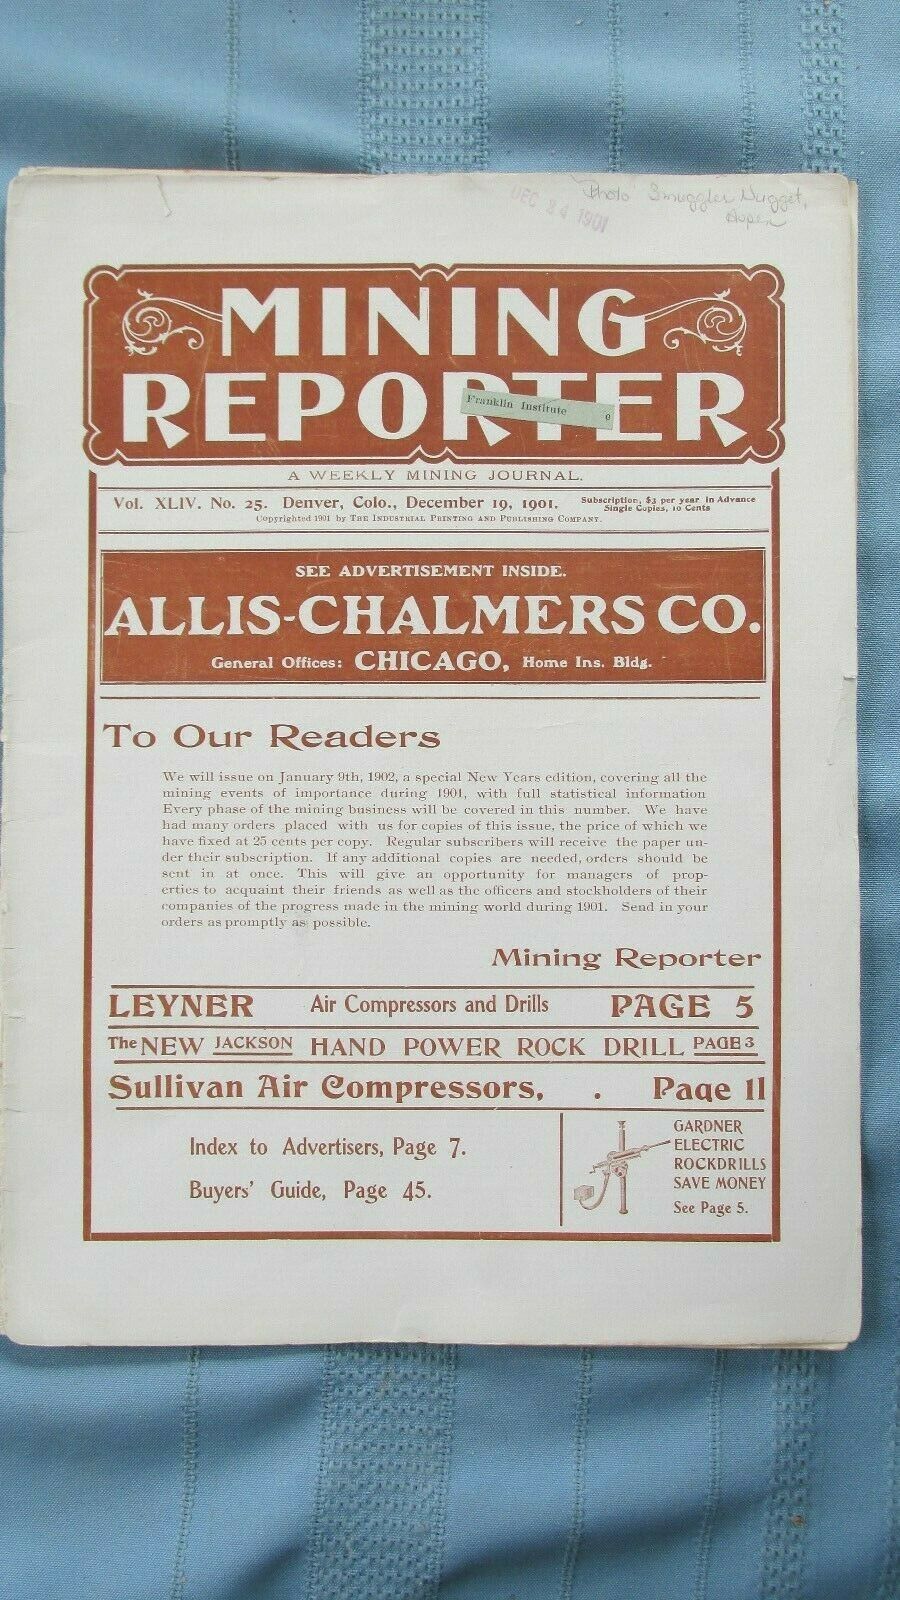 DEC 24 1901
Photo Smuggler Nugget,
Aspen
MINING
REPORTER
Franklin Institute
A WEEKLY MINING JOURNAL.
Vol. XLIV. No. 25. Denver, Colo., December 19, 1901. Subscription, $3 per year in Advance
Single Copies, 10 Cents
Copyrighted 1901 by THE INDUSTRIAL PRINTING AND PUBLISHING COMPANY.
SEE ADVERTISEMENT INSIDE.
ALLIS-CHALMERS CO.
General Offices: CHICAGO, Home Ins. Bldg.
To Our Readers
We will issue on January 9th, 1902, a special New Years edition, covering all the
mining events of importance during 1901, with full statistical information
Every phase of the mining business will be covered in this number. We have
had many orders placed with us for copies of this issue, the price of which we
have fixed at 25 cents per copy. Regular subscribers will receive the paper un-
der their subscription. If any additional copies are needed, orders should be
sent in at once. This will give an opportunity for managers of prop-
erties to acquaint their friends as well as the officers and stockholders of their
companies of the progress made in the mining world during 1901. Send in your
orders as promptly as possible.
Mining Reporter
LEYNER Air Compressors and Drills PAGE 5
The NEW JACKSON HAND POWER ROCK DRILL PAGE 3
Sullivan Air Compressors, . Page 11
Index to Advertisers, Page 7.
Buyers' Guide, Page 45.
GARDNER
ELECTRIC
ROCKDRILLS
SAVE MONEY
See Page 5.